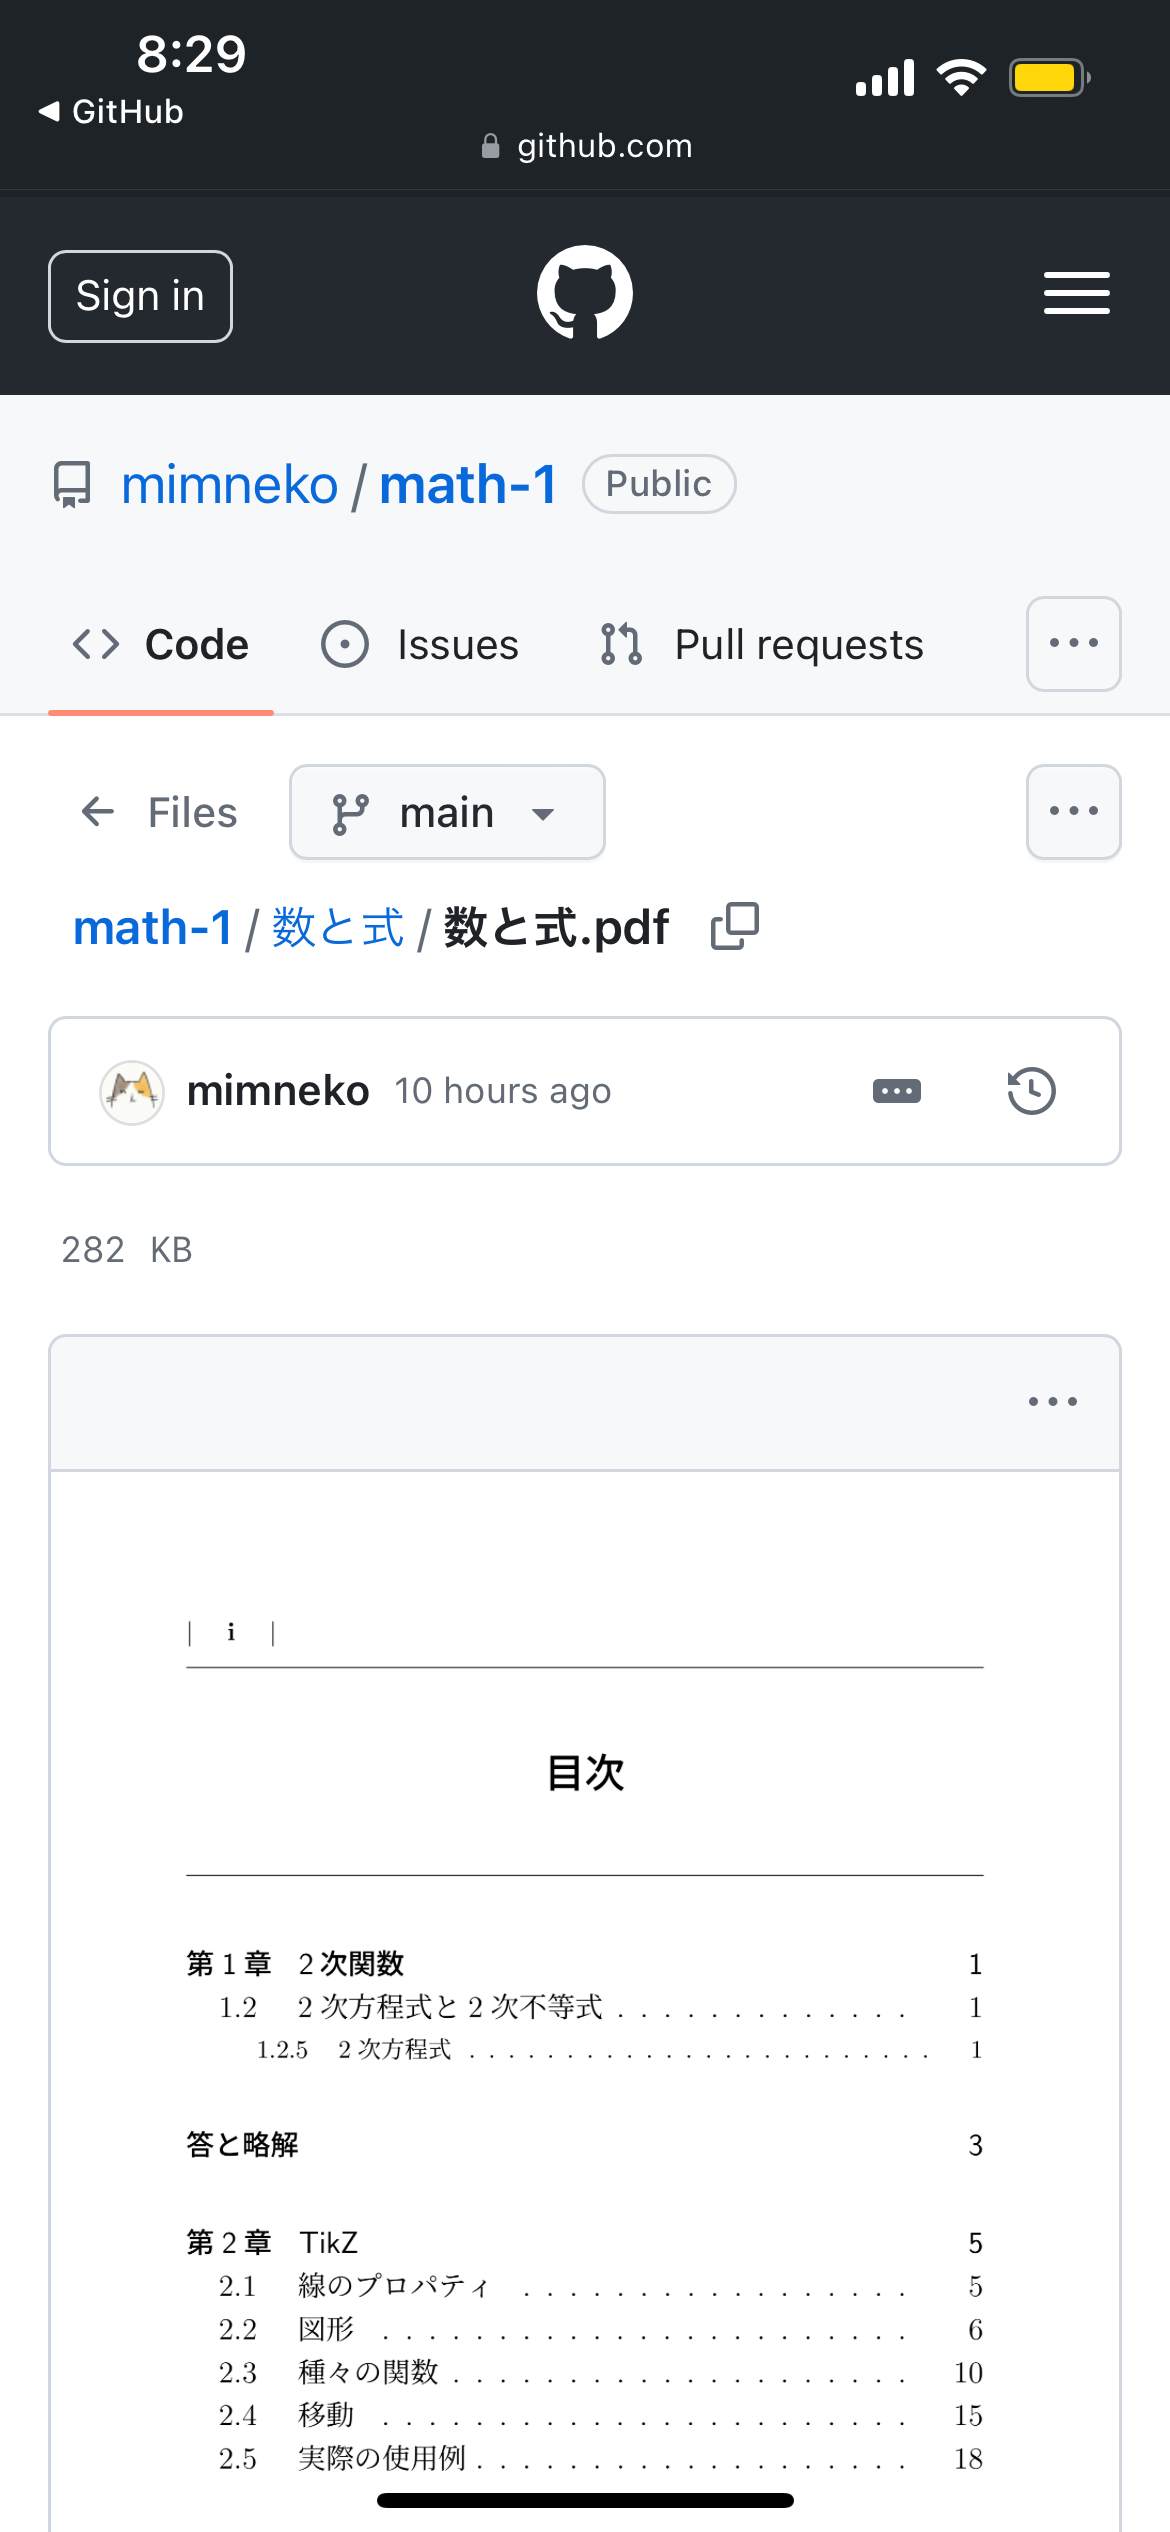 8:29
◀ GitHub
github.com
Sign in
mimneko / math-1 Public
Code Issues Pull requests
Files main
math-1 / 数と式 / 数と式.pdf
mimneko 10 hours ago
282 KB
| i |
目次
第 1 章 2 次関数 1
1.2 2 次方程式と 2 次不等式 . . . . . . . . . . . . . 1
1.2.5 2 次方程式 . . . . . . . . . . . . . . . . . . . . . . . . 1
答と略解 3
第 2 章 TikZ 5
2.1 線のプロパティ . . . . . . . . . . . . . . . . . 5
2.2 図形 . . . . . . . . . . . . . . . . . . . . . . . 6
2.3 種々の関数 . . . . . . . . . . . . . . . . . . . . 10
2.4 移動 . . . . . . . . . . . . . . . . . . . . . . . 15
2.5 実際の使用例 . . . . . . . . . . . . . . . . . . . 18